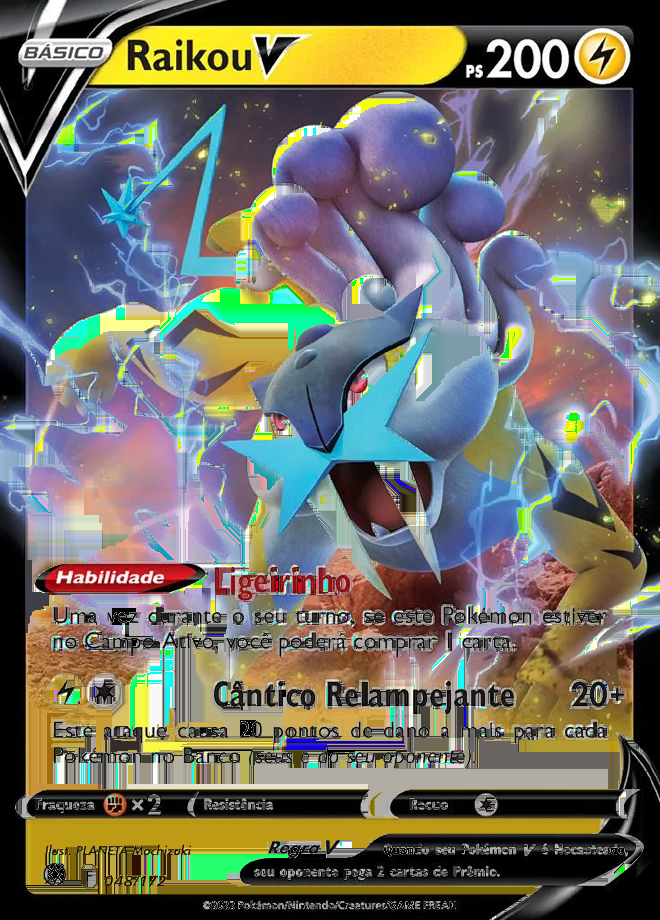 BÁSICO
Raikou V
PS 200
Habilidade Ligeirinho
Uma vez durante o seu turno, se este Pokémon estiver
no Campo Ativo, você poderá comprar 1 carta.
Cântico Relampejante 20+
Este ataque causa 20 pontos de dano a mais para cada
Pokémon no Banco (seus e do seu oponente).
Fraqueza ×2 Resistência Recuo
Ilust. PLANETA Mochizuki
Regra V
Quando seu Pokémon V é Nocauteado,
seu oponente pega 2 cartas de Prêmio.
F 048/172
©2022 Pokémon/Nintendo/Creatures/GAME FREAK